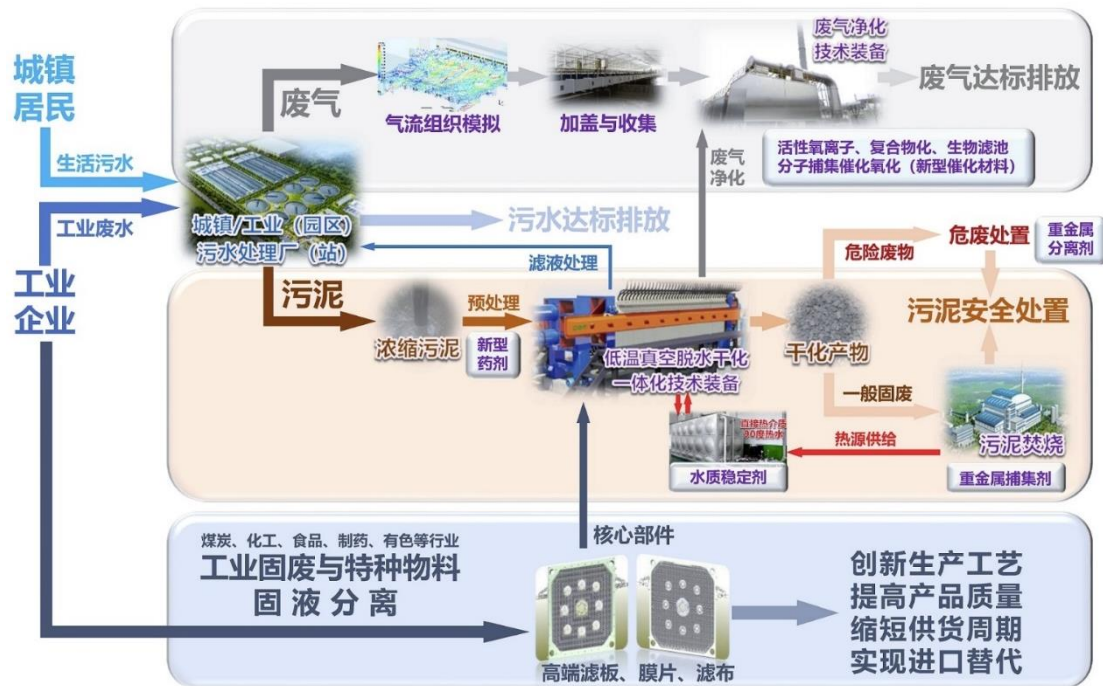 城镇
居民
生活污水
工业废水
工业
企业
废气
气流组织模拟
加盖与收集
废气净化
技术装备
废气达标排放
活性氧离子、复合物化、生物滤池
分子捕集催化氧化（新型催化材料）
废气
净化
城镇/工业（园区）
污水处理厂（站）
污水达标排放
滤液处理
污泥
浓缩污泥
预处理
新型
药剂
低温真空脱水干化
一体化技术装备
干化产物
危险废物
危废处置
重金属
分离剂
污泥安全处置
一般固废
污泥焚烧
重金属捕集剂
热源供给
直接热介质
90度热水
水质稳定剂
核心部件
煤炭、化工、食品、制药、有色等行业
工业固废与特种物料
固液分离
高端滤板、膜片、滤布
创新生产工艺
提高产品质量
缩短供货周期
实现进口替代